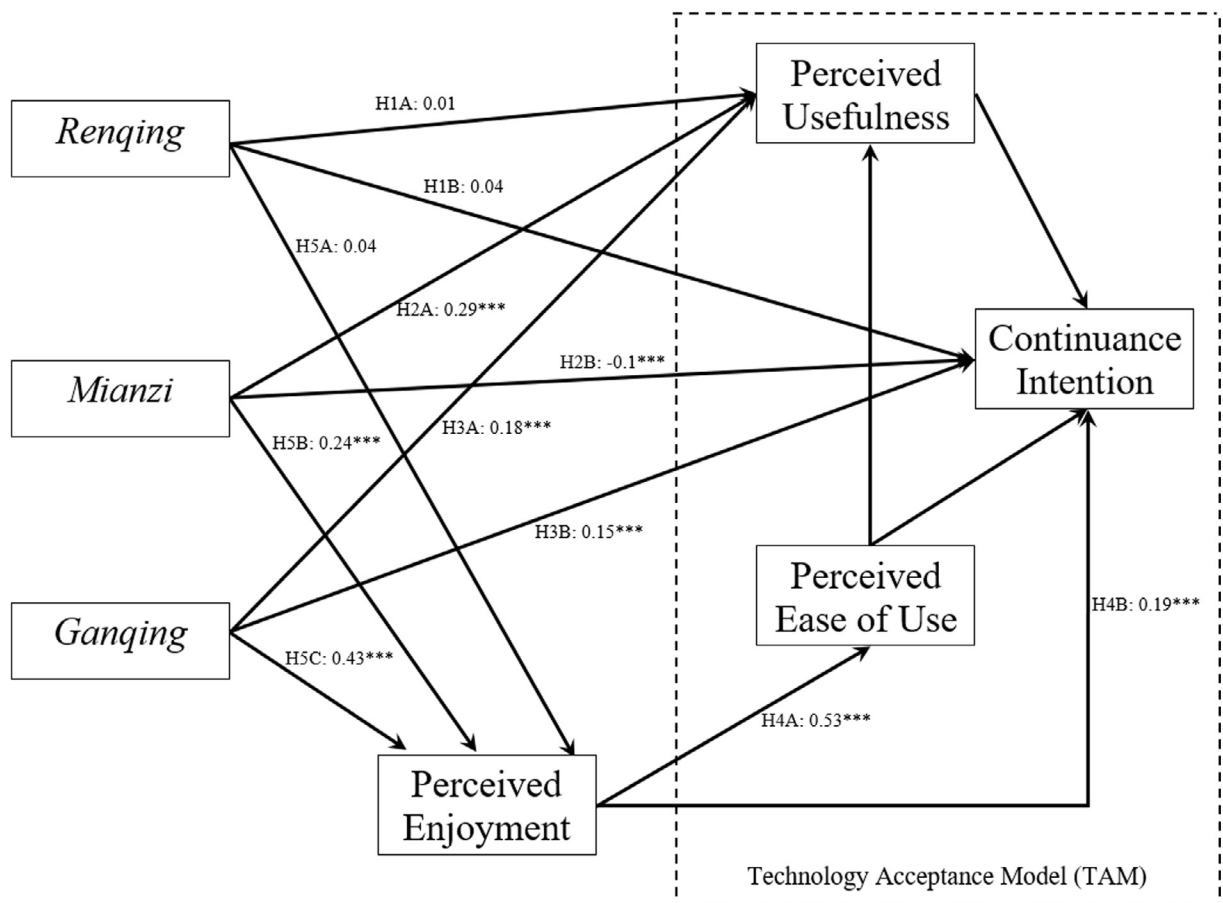 Perceived
Usefulness
Renqing
H1A: 0.01
H1B: 0.04
H5A: 0.04
H2A: 0.29***
Continuance
Intention
Mianzi
H2B: -0.1***
H5B: 0.24***
H3A: 0.18***
H3B: 0.15***
Perceived
Ease of Use
Ganqing
H4B: 0.19***
H5C: 0.43***
H4A: 0.53***
Perceived
Enjoyment
Technology Acceptance Model (TAM)